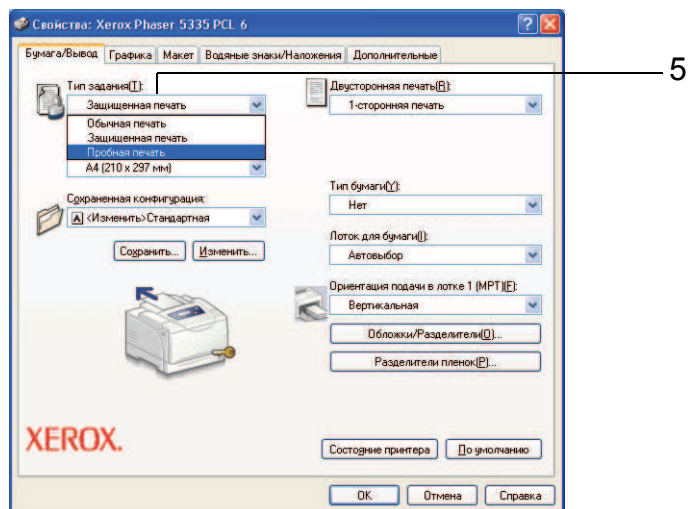 Свойства: Xerox Phaser 5335 PCL 6
Бумага/Вывод Графика Макет Водяные знаки/Наложения Дополнительные
5
Тип задания(T):
Защищенная печать
Обычная печать
Защищенная печать
Пробная печать
A4 (210 x 297 мм)
Сохраненная конфигурация:
A <Изменить>Стандартная
Сохранить... Изменить...
Двусторонняя печать(R):
1-сторонняя печать
Тип бумаги(Y):
Нет
Лоток для бумаги(I):
Автовыбор
Ориентация подачи в лотке 1 (MPT)(F):
Вертикальная
Обложки/Разделители(O)...
Разделители пленок(P)...
XEROX.
Состояние принтера По умолчанию
OK Отмена Справка